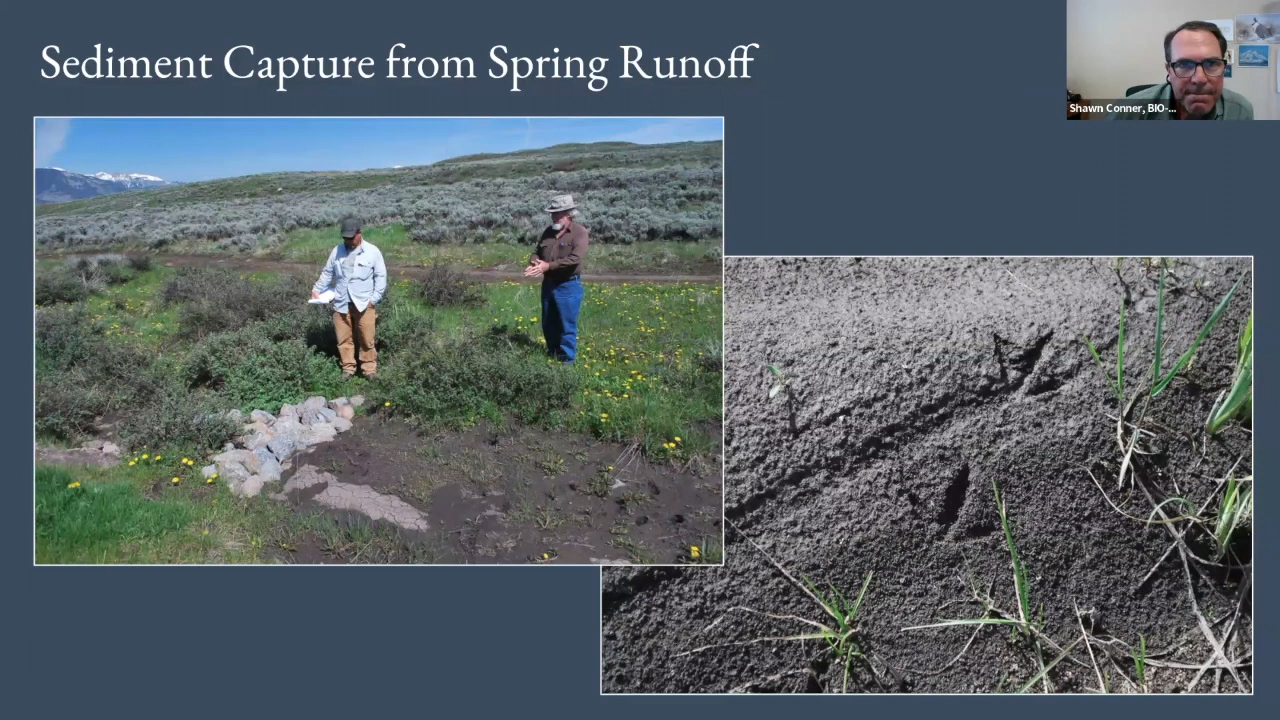 Sediment Capture from Spring Runoff
Shawn Conner, BIO-...